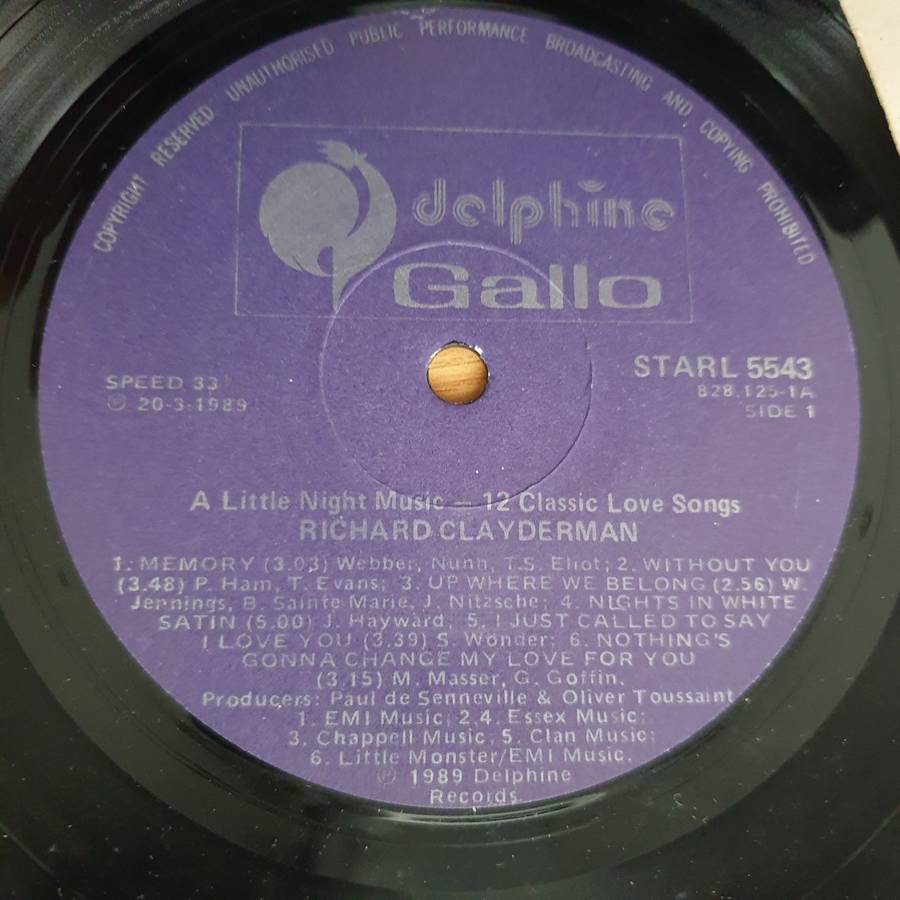 COPYRIGHT RESERVED UNAUTHORISED PUBLIC PERFORMANCE BROADCASTING AND COPYING PROHIBITED
delphine
Gallo
SPEED 33⅓
℗ 20-3-1989
STARL 5543
828.125-1A
SIDE 1
A Little Night Music — 12 Classic Love Songs
RICHARD CLAYDERMAN
1. MEMORY (3.03) Webber, Nunn, T.S. Eliot; 2. WITHOUT YOU
(3.48) P. Ham, T. Evans; 3. UP WHERE WE BELONG (2.56) W.
Jennings, B. Sainte Marie, J. Nitzsche; 4. NIGHTS IN WHITE
SATIN (5.00) J. Hayward; 5. I JUST CALLED TO SAY
I LOVE YOU (3.39) S. Wonder; 6. NOTHING'S
GONNA CHANGE MY LOVE FOR YOU
(3.15) M. Masser, G. Goffin.
Producers: Paul de Senneville & Oliver Toussaint
1. EMI Music; 2,4. Essex Music;
3. Chappell Music; 5. Clan Music;
6. Little Monster/EMI Music.
℗ 1989 Delphine
Records.